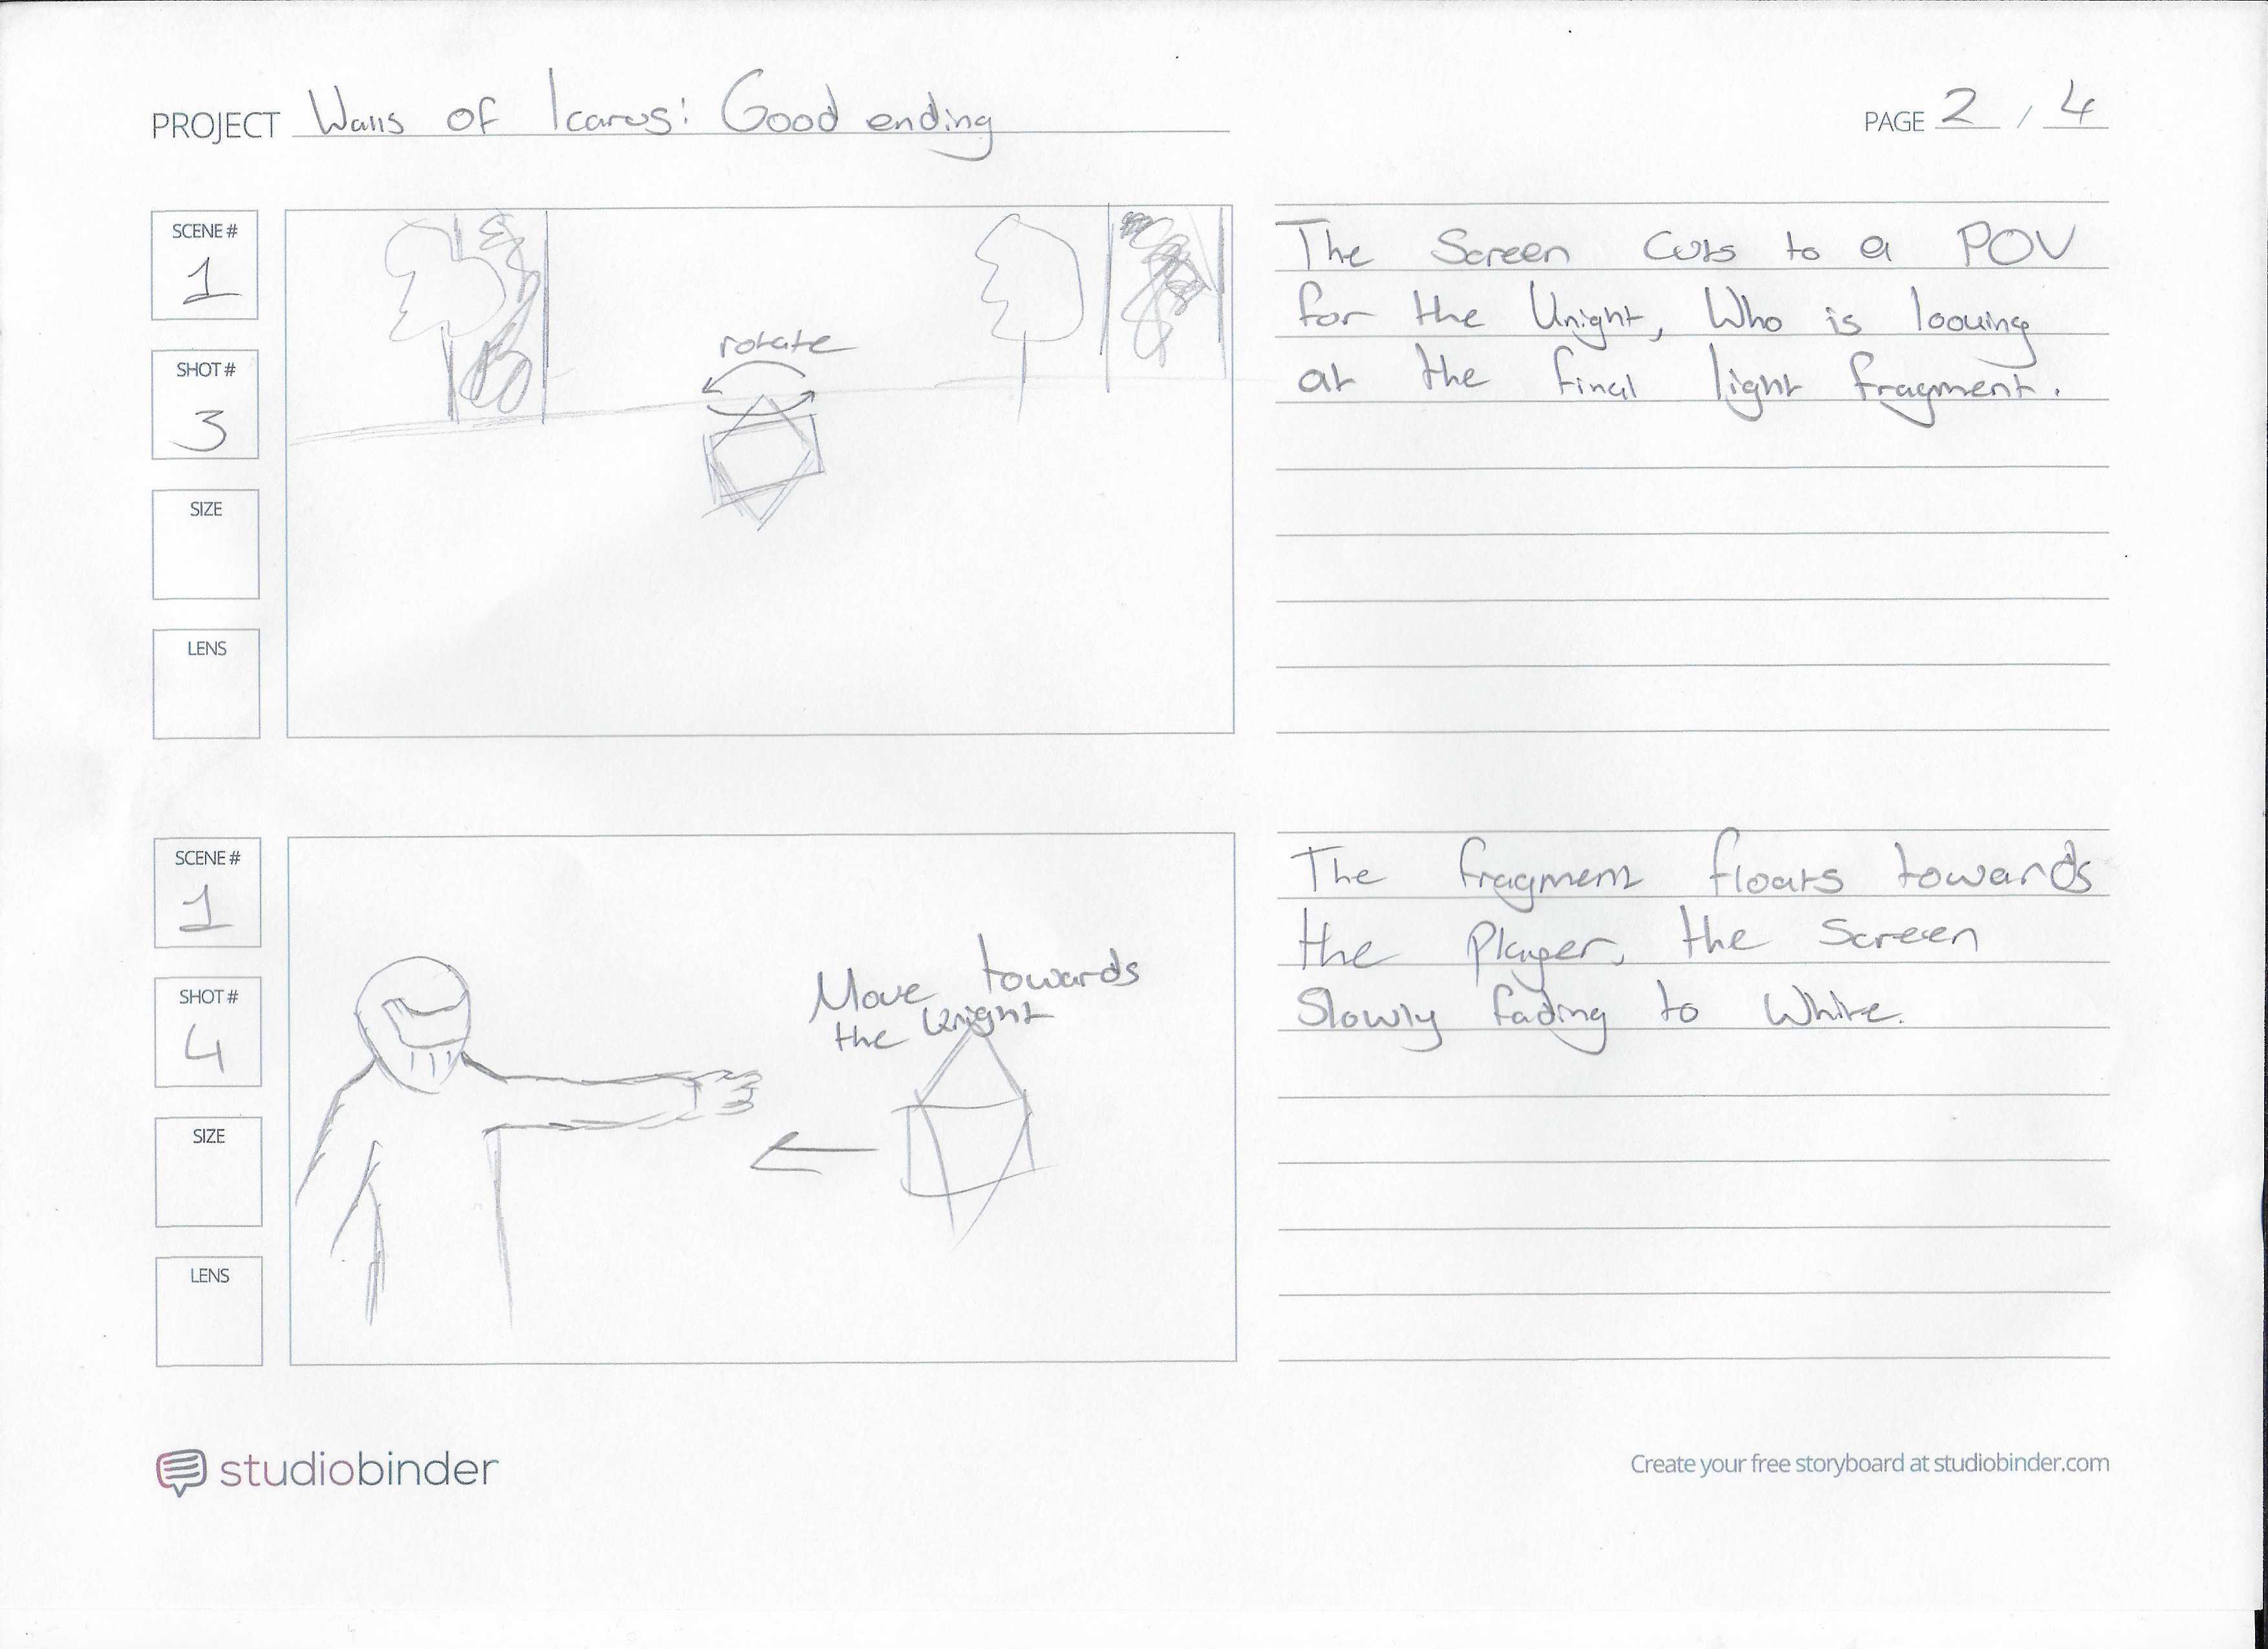 PROJECT Walls of Icarus: Good ending
PAGE 2 / 4
SCENE #
1
SHOT #
3
SIZE
LENS
rotate
The Screen cuts to a POV
for the knight, Who is looking
at the final light fragment.
SCENE #
1
SHOT #
4
SIZE
LENS
Move towards
the knight
The fragment floats towards
the Player, the Screen
Slowly fading to White.
studiobinder
Create your free storyboard at studiobinder.com